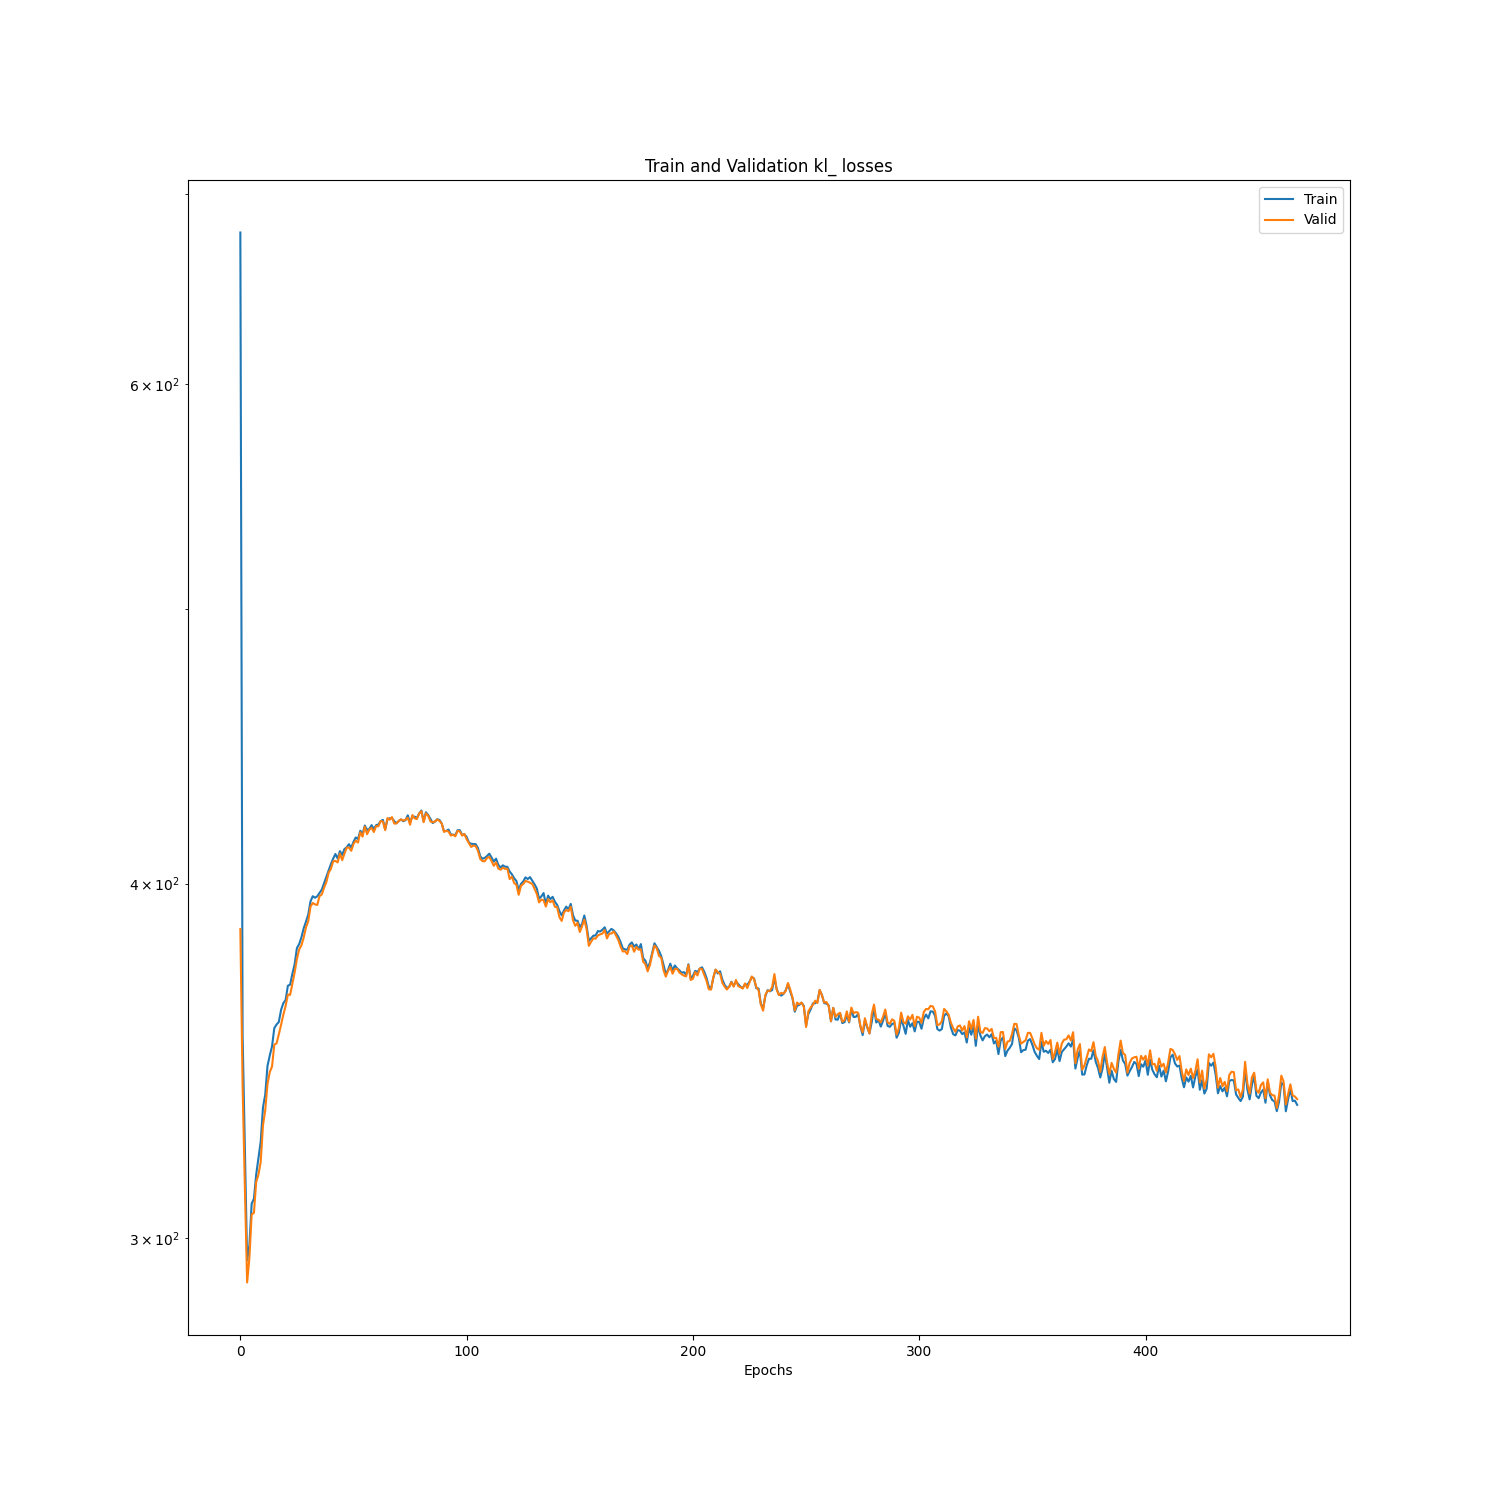 Train and Validation kl_ losses
Train
Valid
6 × 10²
4 × 10²
3 × 10²
0 100 200 300 400
Epochs